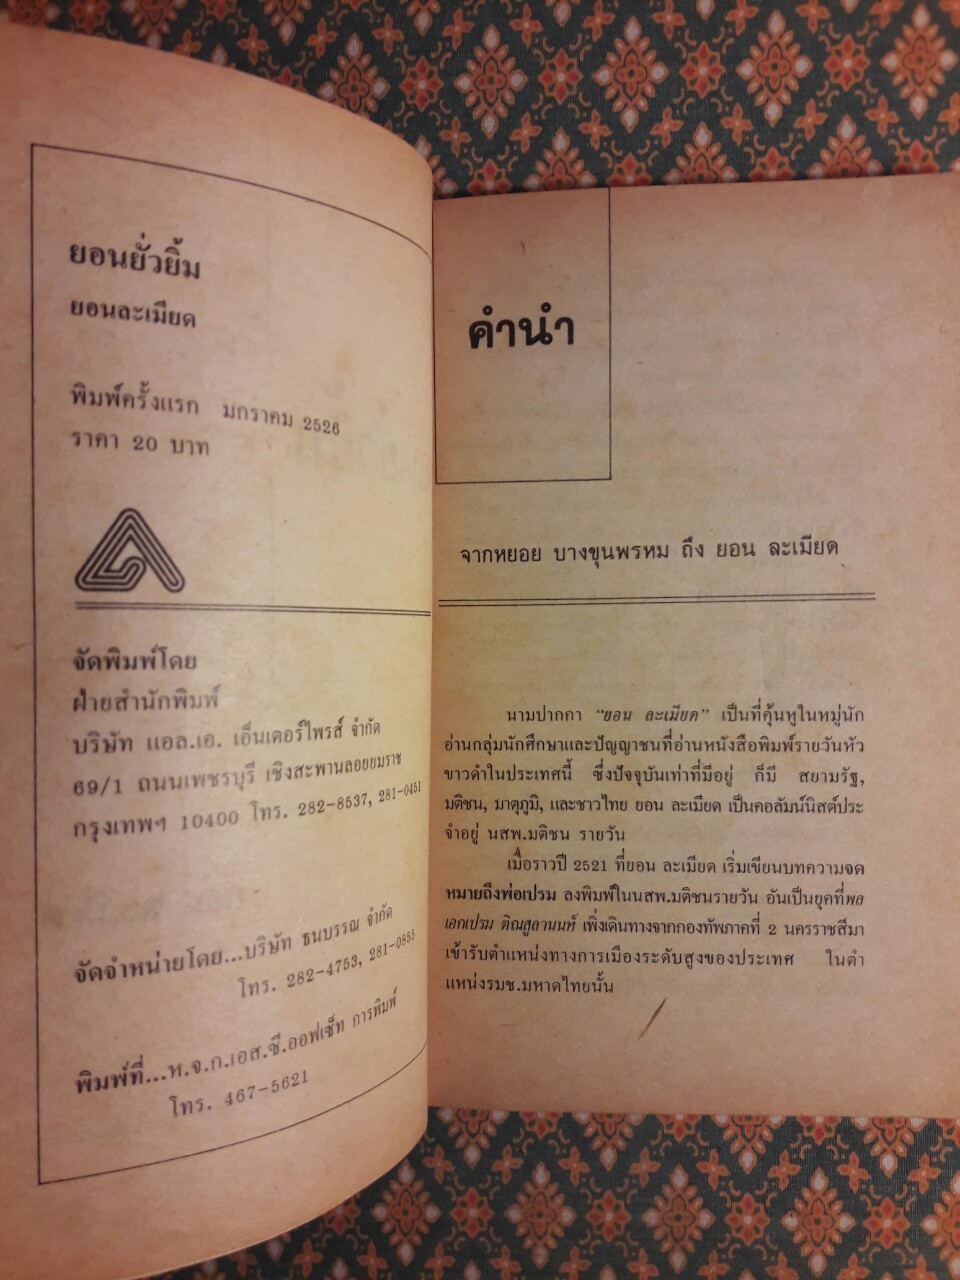 ยอนยั่วยิ้ม
ยอนละเมียด
พิมพ์ครั้งแรก มกราคม 2526
ราคา 20 บาท
จัดพิมพ์โดย
ฝ่ายสำนักพิมพ์
บริษัท แอล.เอ. เอ็นเตอร์ไพรส์ จำกัด
69/1 ถนนเพชรบุรี เชิงสะพานลอยยมราช
กรุงเทพฯ 10400 โทร. 282-8537, 281-0451
จัดจำหน่ายโดย...บริษัท ธนบรรณ จำกัด
โทร. 282-4753, 281-0855
พิมพ์ที่...ห.จ.ก.เอส.ซี.ออฟเซ็ท การพิมพ์
โทร. 467-5621
คำนำ
จากหยอย บางขุนพรหม ถึง ยอน ละเมียด
นามปากกา "ยอน ละเมียด" เป็นที่คุ้นหูในหมู่นัก
อ่านกลุ่มนักศึกษาและปัญญาชนที่อ่านหนังสือพิมพ์รายวันหัว
ขาวดำในประเทศนี้ ซึ่งปัจจุบันเท่าที่มีอยู่ ก็มี สยามรัฐ,
มติชน, มาตุภูมิ, และชาวไทย ยอน ละเมียด เป็นคอลัมน์นิสต์ประ
จำอยู่ นสพ.มติชน รายวัน
เมื่อราวปี 2521 ที่ยอน ละเมียด เริ่มเขียนบทความจด
หมายถึงพ่อเปรม ลงพิมพ์ในนสพ.มติชนรายวัน อันเป็นยุคที่พล
เอกเปรม ติณสูลานนท์ เพิ่งเดินทางจากกองทัพภาคที่ 2 นครราชสีมา
เข้ารับตำแหน่งทางการเมืองระดับสูงของประเทศ ในตำ
แหน่งรมช.มหาดไทยนั้น